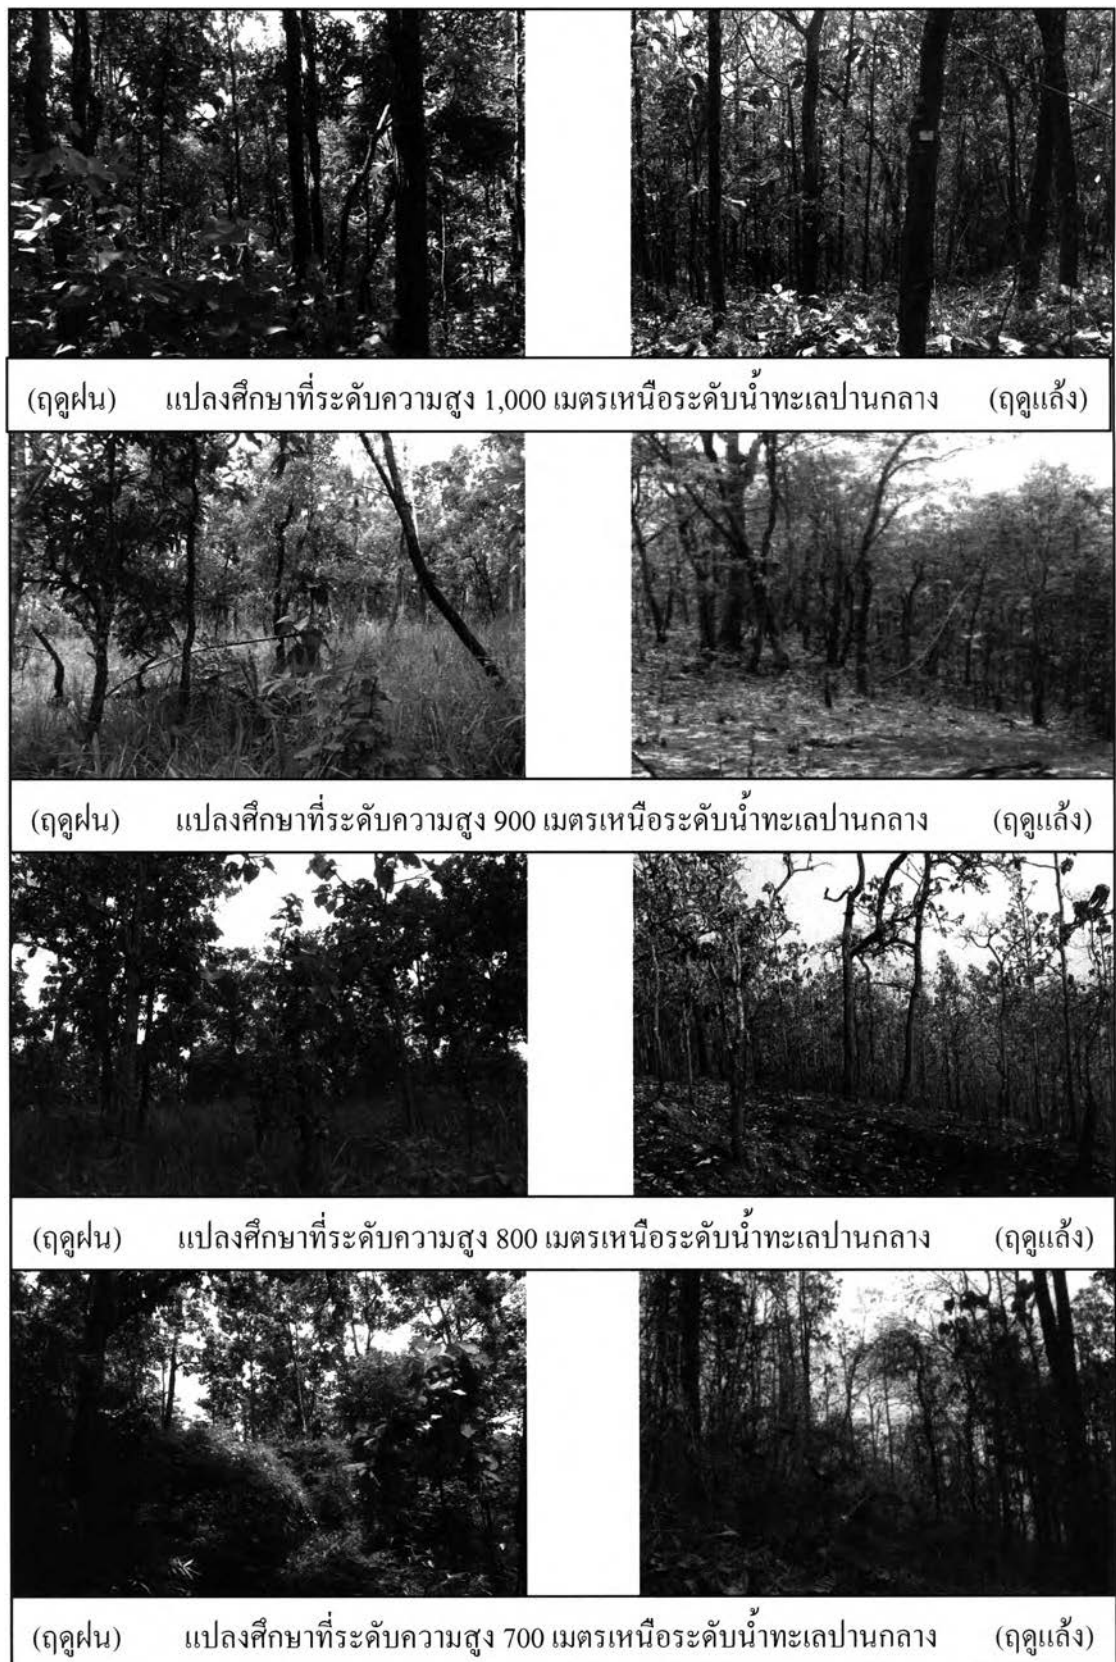 (ฤดูฝน) แปลงศึกษาที่ระดับความสูง 1,000 เมตรเหนือระดับน้ำทะเลปานกลาง (ฤดูแล้ง)
(ฤดูฝน) แปลงศึกษาที่ระดับความสูง 900 เมตรเหนือระดับน้ำทะเลปานกลาง (ฤดูแล้ง)
(ฤดูฝน) แปลงศึกษาที่ระดับความสูง 800 เมตรเหนือระดับน้ำทะเลปานกลาง (ฤดูแล้ง)
(ฤดูฝน) แปลงศึกษาที่ระดับความสูง 700 เมตรเหนือระดับน้ำทะเลปานกลาง (ฤดูแล้ง)